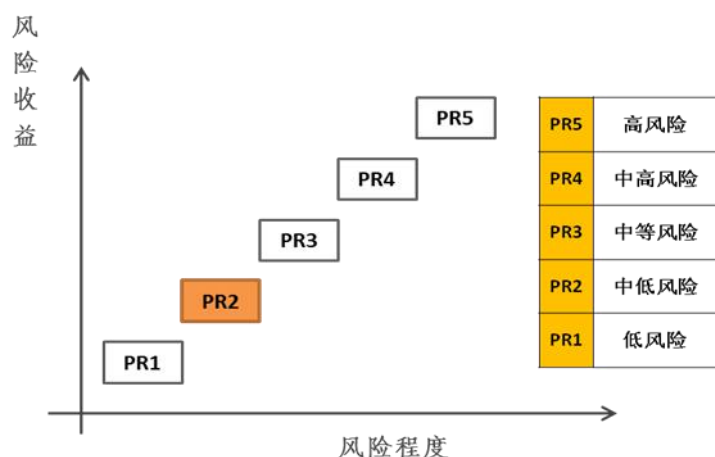 风险收益
PR5
PR4
PR3
PR2
PR1
风险程度
PR5 高风险
PR4 中高风险
PR3 中等风险
PR2 中低风险
PR1 低风险